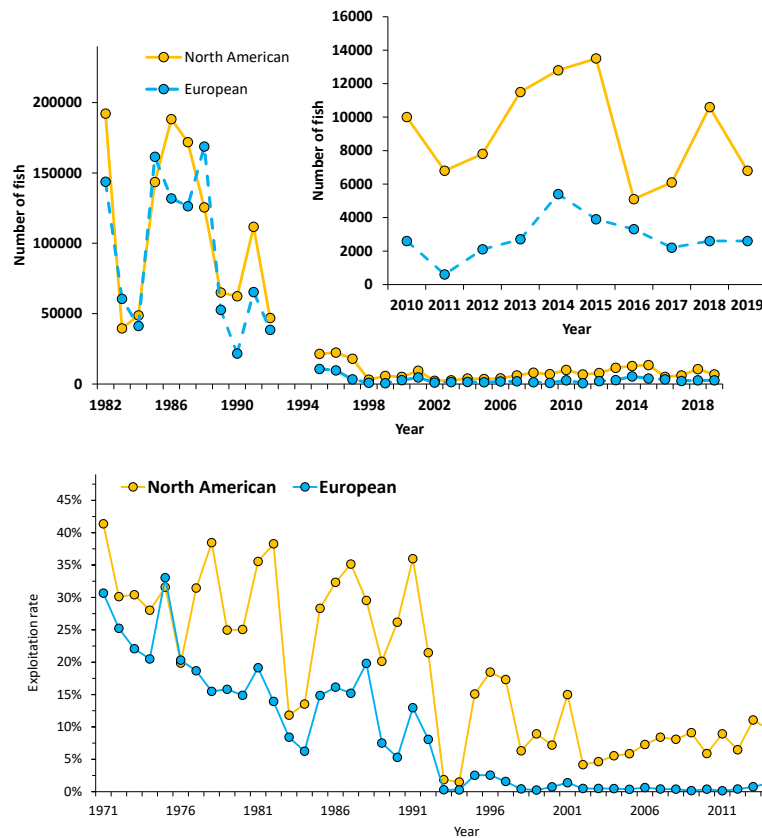 North American
European
Number of fish
200000
150000
100000
50000
0
1982 1986 1990 1994 1998 2002 2006 2010 2014 2018
Year
Number of fish
16000
14000
12000
10000
8000
6000
4000
2000
0
2010 2011 2012 2013 2014 2015 2016 2017 2018 2019
Year
North American European
Exploitation rate
45%
40%
35%
30%
25%
20%
15%
10%
5%
0%
1971 1976 1981 1986 1991 1996 2001 2006 2011
Year